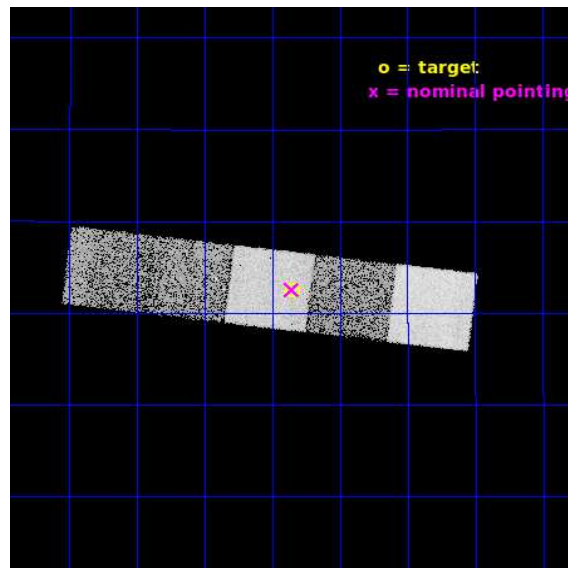 o = target
x = nominal pointing